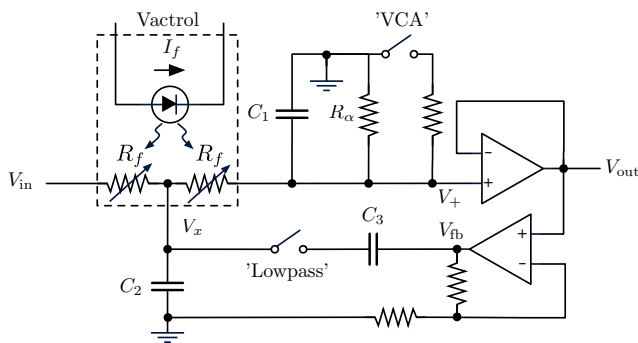 Vactrol
'VCA'
I_f
C_1
R_α
R_f
R_f
V_in
V_out
-
+
V_+
V_x
C_3
V_fb
+
-
'Lowpass'
C_2